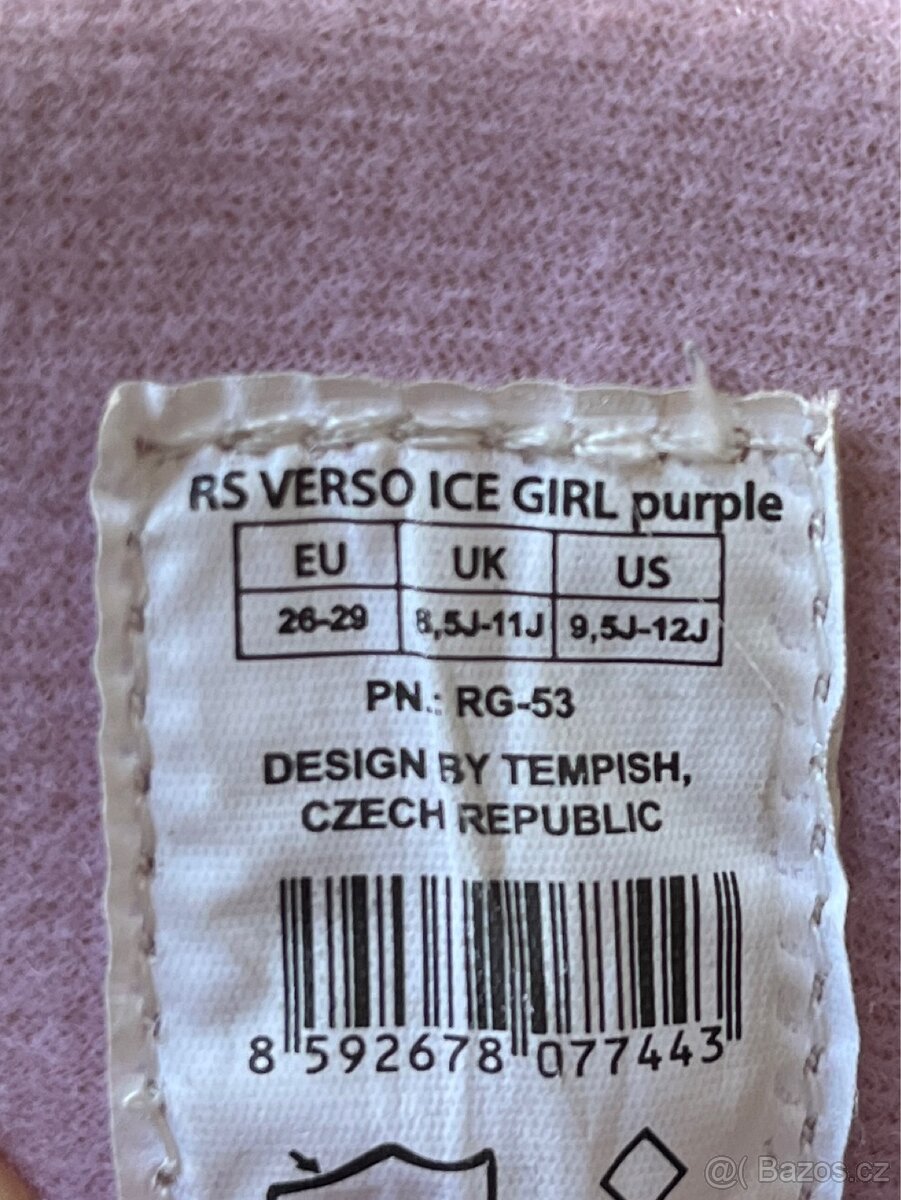 RS VERSO ICE GIRL purple
EU UK US
26-29 8,5J-11J 9,5J-12J
PN.: RG-53
DESIGN BY TEMPISH,
CZECH REPUBLIC
8 592678 077443
@( Bazos.cz